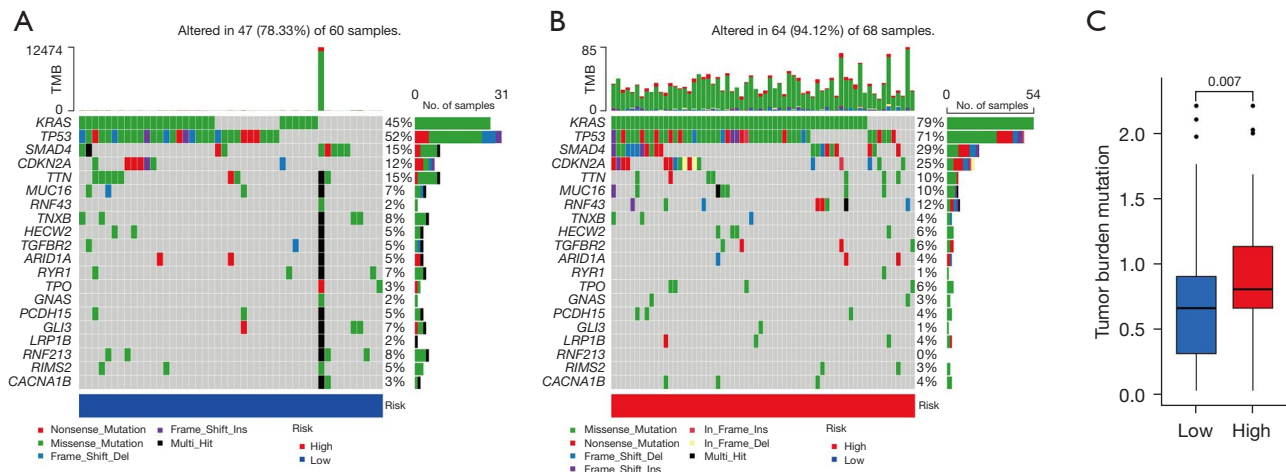 A
Altered in 47 (78.33%) of 60 samples.
12474
TMB
0
0 31
No. of samples
KRAS 45%
TP53 52%
SMAD4 15%
CDKN2A 12%
TTN 15%
MUC16 7%
RNF43 2%
TNXB 8%
HECW2 5%
TGFBR2 5%
ARID1A 5%
RYR1 7%
TPO 3%
GNAS 2%
PCDH15 5%
GLI3 7%
LRP1B 2%
RNF213 8%
RIMS2 5%
CACNA1B 3%
Risk
Nonsense_Mutation Frame_Shift_Ins Risk
Missense_Mutation Multi_Hit High
Frame_Shift_Del Low
B
Altered in 64 (94.12%) of 68 samples.
85
TMB
0
0 54
No. of samples
KRAS 79%
TP53 71%
SMAD4 29%
CDKN2A 25%
TTN 10%
MUC16 10%
RNF43 12%
TNXB 4%
HECW2 6%
TGFBR2 6%
ARID1A 4%
RYR1 1%
TPO 6%
GNAS 3%
PCDH15 4%
GLI3 1%
LRP1B 4%
RNF213 0%
RIMS2 3%
CACNA1B 4%
Risk
Missense_Mutation In_Frame_Ins Risk
Nonsense_Mutation In_Frame_Del High
Frame_Shift_Del Multi_Hit Low
Frame_Shift_Ins
C
0.007
Tumor burden mutation
2.0
1.5
1.0
0.5
0.0
Low High